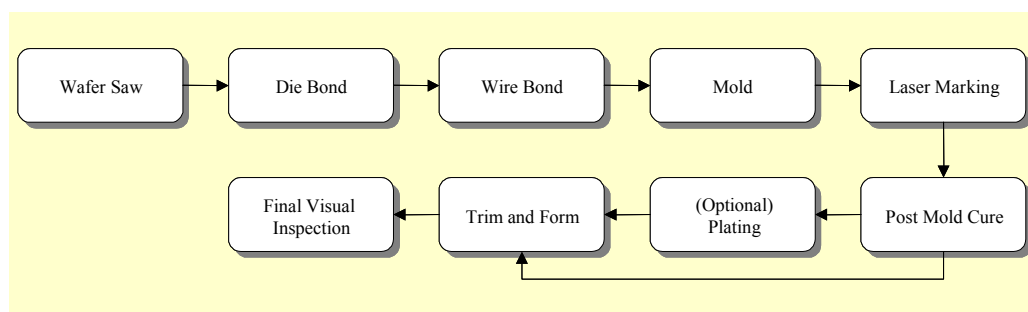 Wafer Saw
Die Bond
Wire Bond
Mold
Laser Marking
Final Visual
Inspection
Trim and Form
(Optional)
Plating
Post Mold Cure